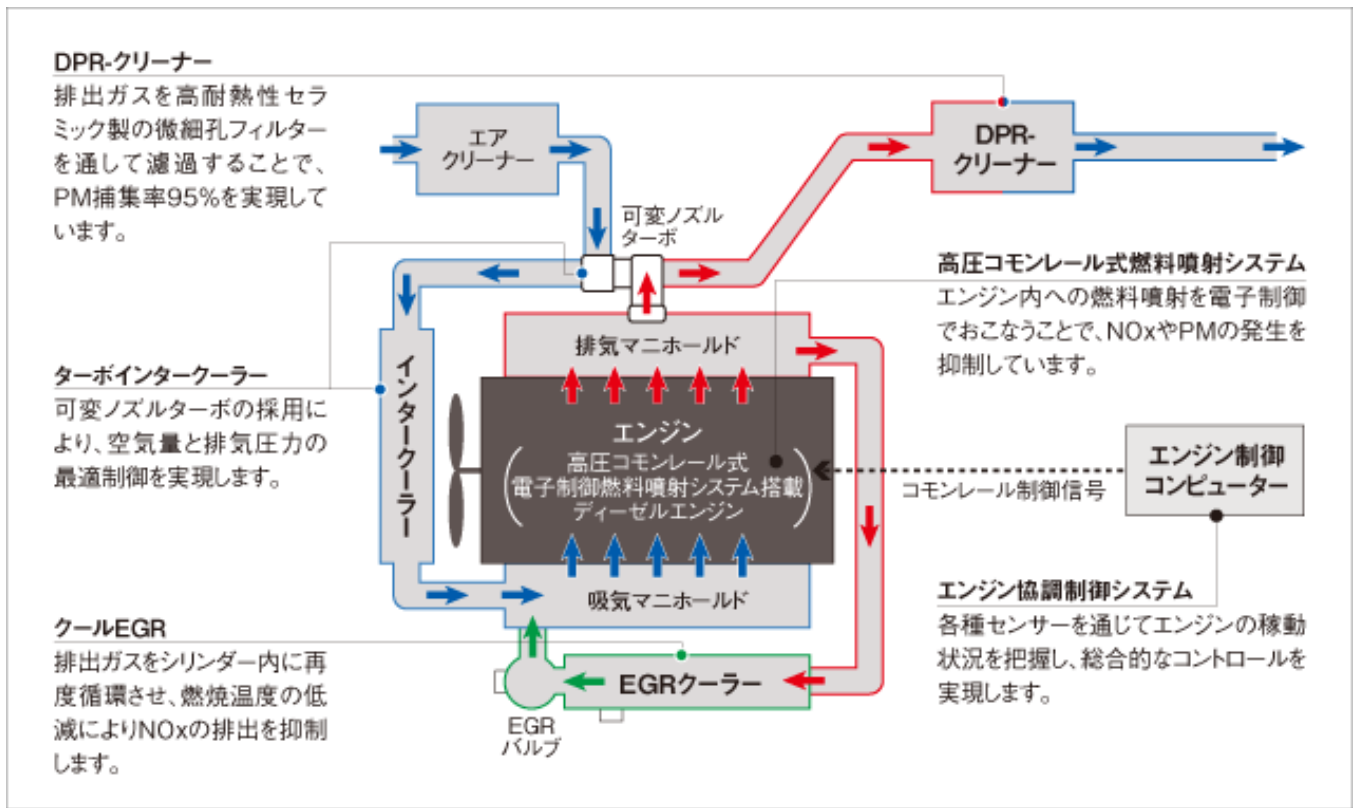 DPR-クリーナー
排出ガスを高耐熱性セラ
ミック製の微細孔フィルター
を通して濾過することで、
PM捕集率95%を実現して
います。
エア
クリーナー
DPR-
クリーナー
可変ノズル
ターボ
高圧コモンレール式燃料噴射システム
エンジン内への燃料噴射を電子制御
でおこなうことで、NOxやPMの発生を
抑制しています。
排気マニホールド
ターボインタークーラー
可変ノズルターボの採用に
より、空気量と排気圧力の
最適制御を実現します。
インタークーラー
エンジン
(高圧コモンレール式
電子制御燃料噴射システム搭載
ディーゼルエンジン)
コモンレール制御信号
エンジン制御
コンピューター
吸気マニホールド
エンジン協調制御システム
各種センサーを通じてエンジンの稼動
状況を把握し、総合的なコントロールを
実現します。
クールEGR
排出ガスをシリンダー内に再
度循環させ、燃焼温度の低
減によりNOxの排出を抑制
します。
EGRクーラー
EGR
バルブ